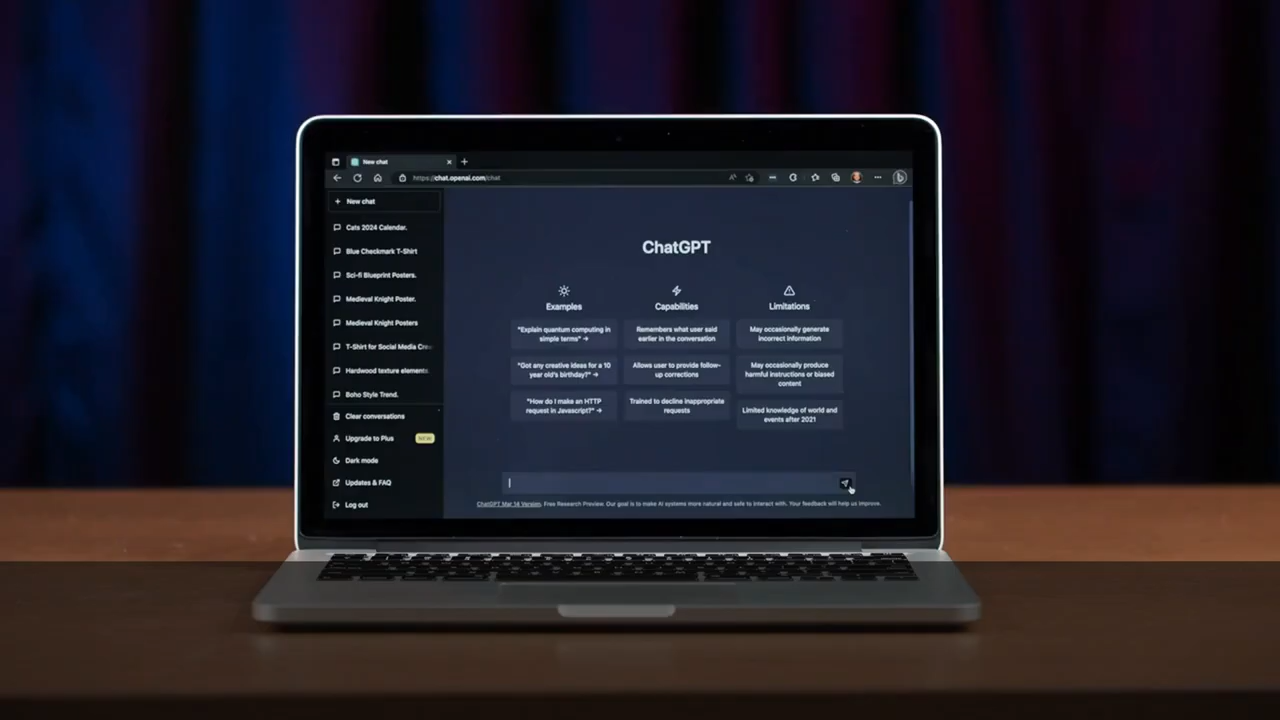 New chat
https://chat.openai.com/chat
New chat
Cats 2024 Calendar.
Blue Checkmark T-Shirt
Sci-fi Blueprint Posters.
Medieval Knight Poster.
Medieval Knight Posters
T-Shirt for Social Media Cre
Hardwood texture elements
Boho Style Trend.
Clear conversations
Upgrade to Plus
NEW
Dark mode
Updates & FAQ
Log out
ChatGPT
Examples
"Explain quantum computing in
simple terms" →
"Got any creative ideas for a 10
year old's birthday?" →
"How do I make an HTTP
request in Javascript?" →
Capabilities
Remembers what user said
earlier in the conversation
Allows user to provide follow-
up corrections
Trained to decline inappropriate
requests
Limitations
May occasionally generate
incorrect information
May occasionally produce
harmful instructions or biased
content
Limited knowledge of world and
events after 2021
ChatGPT Mar 14 Version. Free Research Preview. Our goal is to make AI systems more natural and safe to interact with. Your feedback will help us improve.